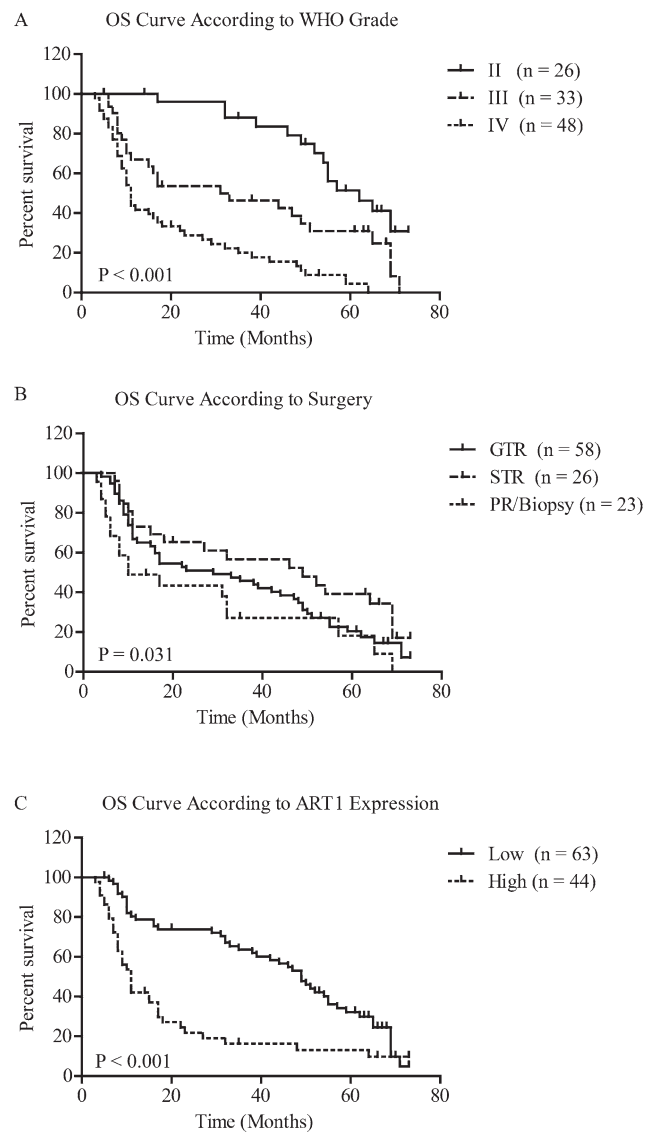 A
OS Curve According to WHO Grade
120
100
80
60
40
20
0
Percent survival
P < 0.001
0 20 40 60 80
Time (Months)
II (n = 26)
III (n = 33)
IV (n = 48)
B
OS Curve According to Surgery
120
100
80
60
40
20
0
Percent survival
P = 0.031
0 20 40 60 80
Time (Months)
GTR (n = 58)
STR (n = 26)
PR/Biopsy (n = 23)
C
OS Curve According to ART1 Expression
120
100
80
60
40
20
0
Percent survival
P < 0.001
0 20 40 60 80
Time (Months)
Low (n = 63)
High (n = 44)